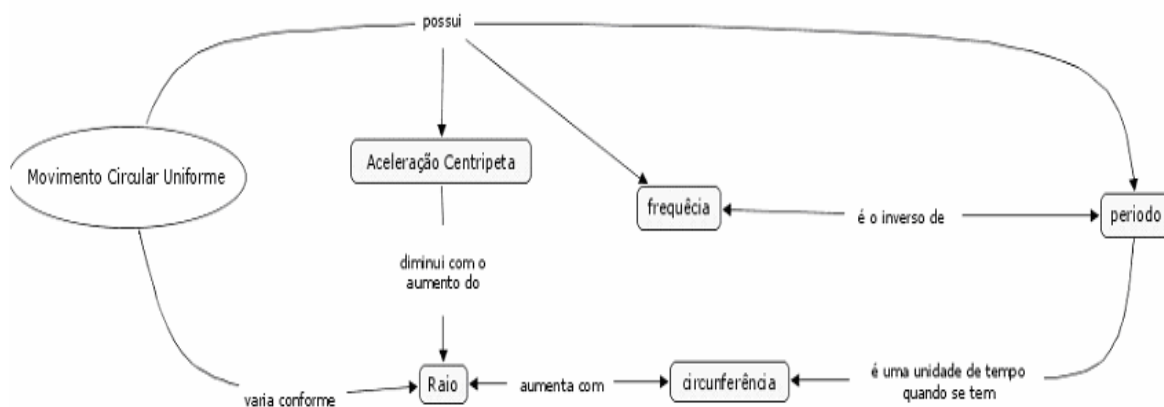 possui
Movimento Circular Uniforme
Aceleração Centripeta
frequêcia
é o inverso de
periodo
diminui com o
aumento do
varia conforme
Raio
aumenta com
circunferência
é uma unidade de tempo
quando se tem